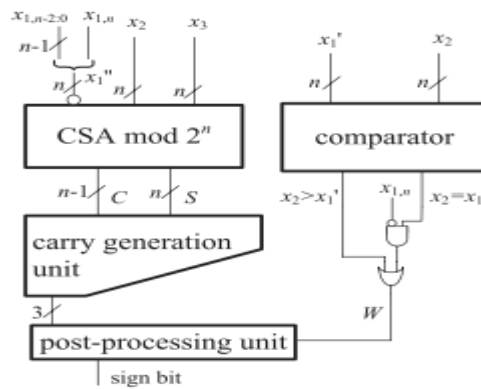 x1,n-2:0 x1,n x2 x3
n-1
n x1'' n n
CSA mod 2ⁿ
n-1 C n S
carry generation
unit
3
post-processing unit
sign bit
x1' x2
n n
comparator
x2>x1' x1,n x2=x1
W